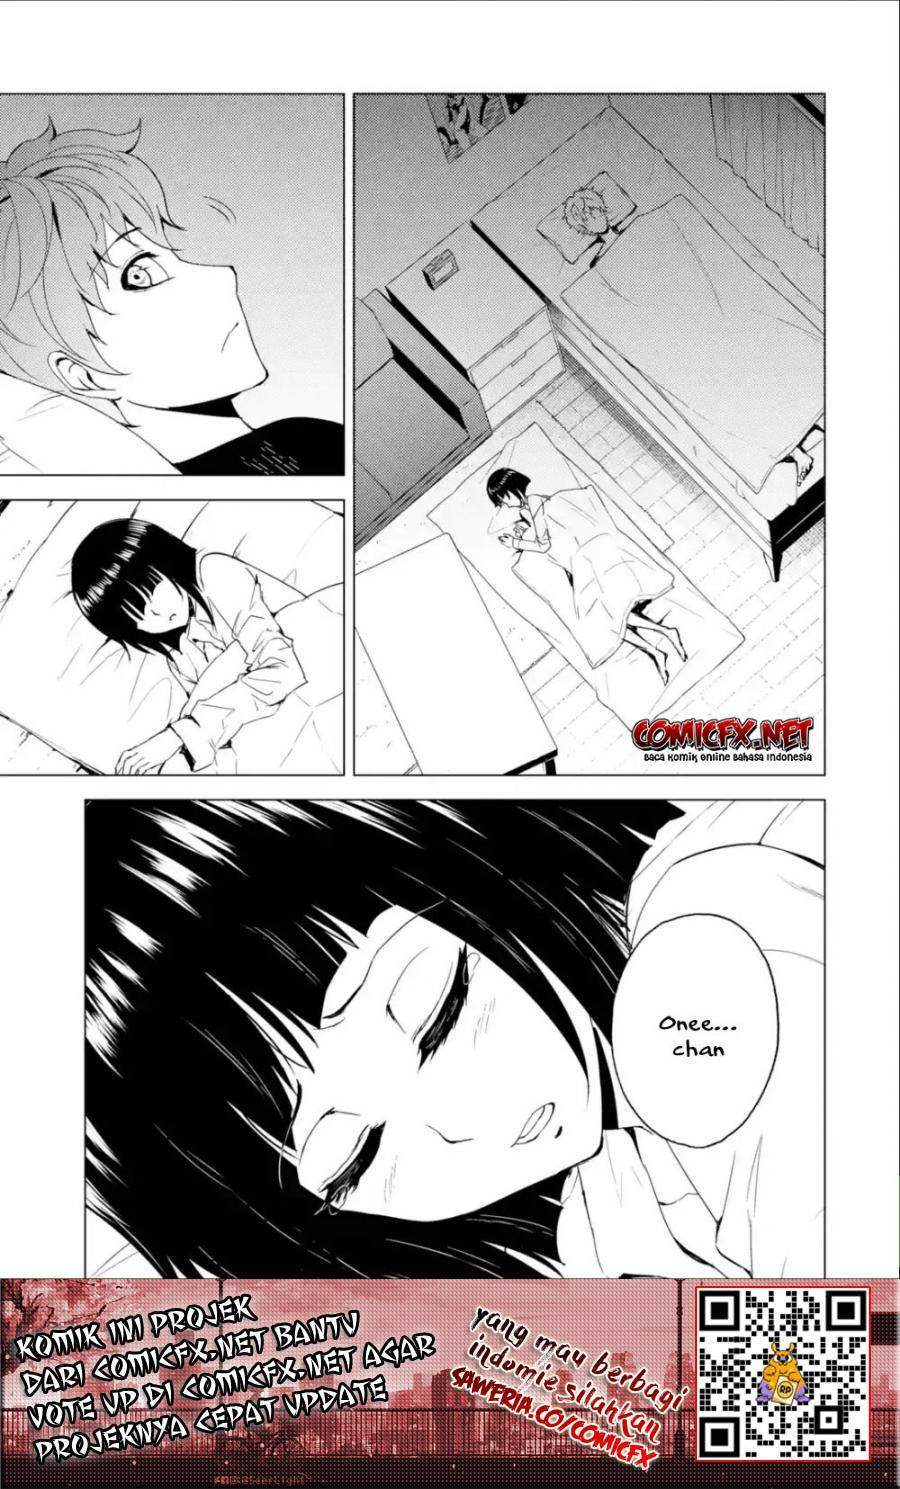 COMICFX.NET
Baca Komik Online Bahasa Indonesia
Onee...
chan
KOMIK INI PROJEK
DARI COMICFX.NET BANTU
VOTE UP DI COMICFX.NET AGAR
PROJEKNYA CEPAT UPDATE
yang mau berbagi
indomie silahkan
SAWERIA.CO/COMICFX
RP